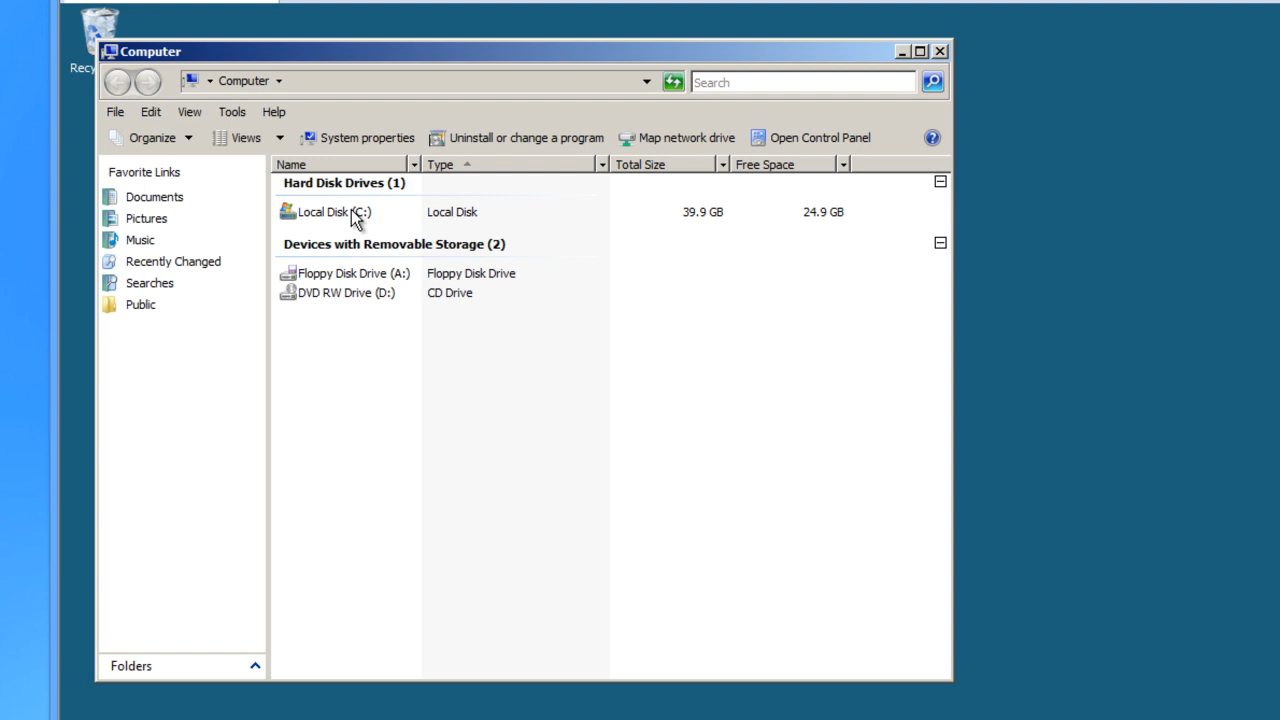 Computer
Recy
Computer
Search
File Edit View Tools Help
Organize Views System properties Uninstall or change a program Map network drive Open Control Panel
Favorite Links
Documents
Pictures
Music
Recently Changed
Searches
Public
Folders
Name Type Total Size Free Space
Hard Disk Drives (1)
Local Disk (C:) Local Disk 39.9 GB 24.9 GB
Devices with Removable Storage (2)
Floppy Disk Drive (A:) Floppy Disk Drive
DVD RW Drive (D:) CD Drive